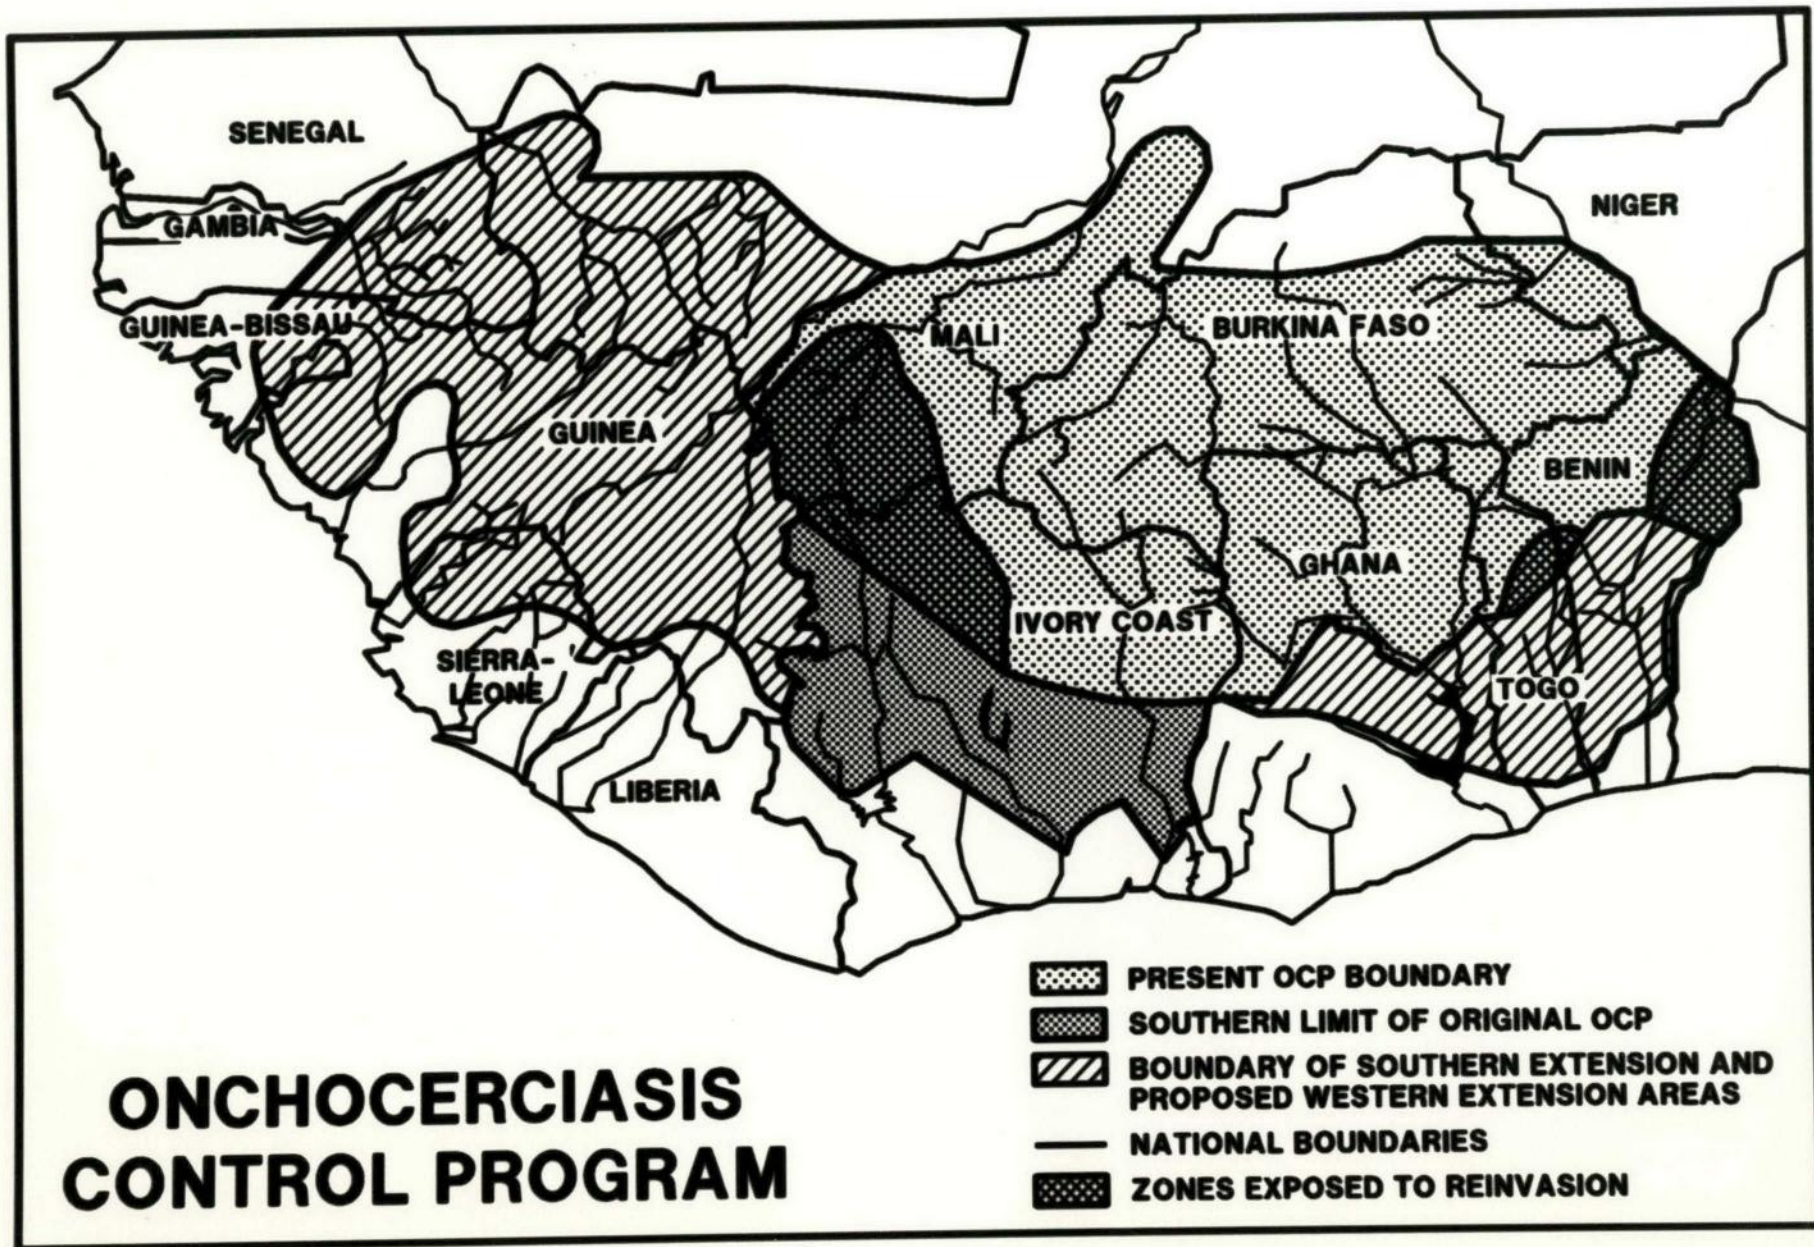 SENEGAL
GAMBIA
GUINEA-BISSAU
GUINEA
SIERRA-
LEONE
LIBERIA
MALI
IVORY COAST
BURKINA FASO
GHANA
TOGO
BENIN
NIGER
PRESENT OCP BOUNDARY
SOUTHERN LIMIT OF ORIGINAL OCP
BOUNDARY OF SOUTHERN EXTENSION AND
PROPOSED WESTERN EXTENSION AREAS
NATIONAL BOUNDARIES
ZONES EXPOSED TO REINVASION
ONCHOCERCIASIS
CONTROL PROGRAM